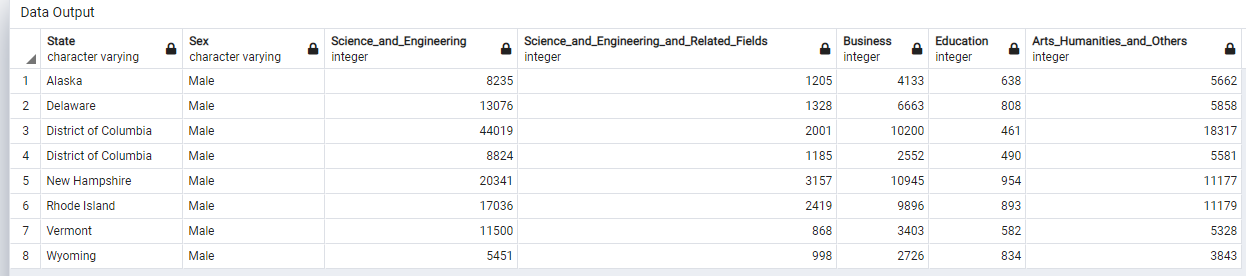 Data Output
State Sex Science_and_Engineering Science_and_Engineering_and_Related_Fields Business Education Arts_Humanities_and_Others
character varying character varying integer integer integer integer integer
1 Alaska Male 8235 1205 4133 638 5662
2 Delaware Male 13076 1328 6663 808 5858
3 District of Columbia Male 44019 2001 10200 461 18317
4 District of Columbia Male 8824 1185 2552 490 5581
5 New Hampshire Male 20341 3157 10945 954 11177
6 Rhode Island Male 17036 2419 9896 893 11179
7 Vermont Male 11500 868 3403 582 5328
8 Wyoming Male 5451 998 2726 834 3843